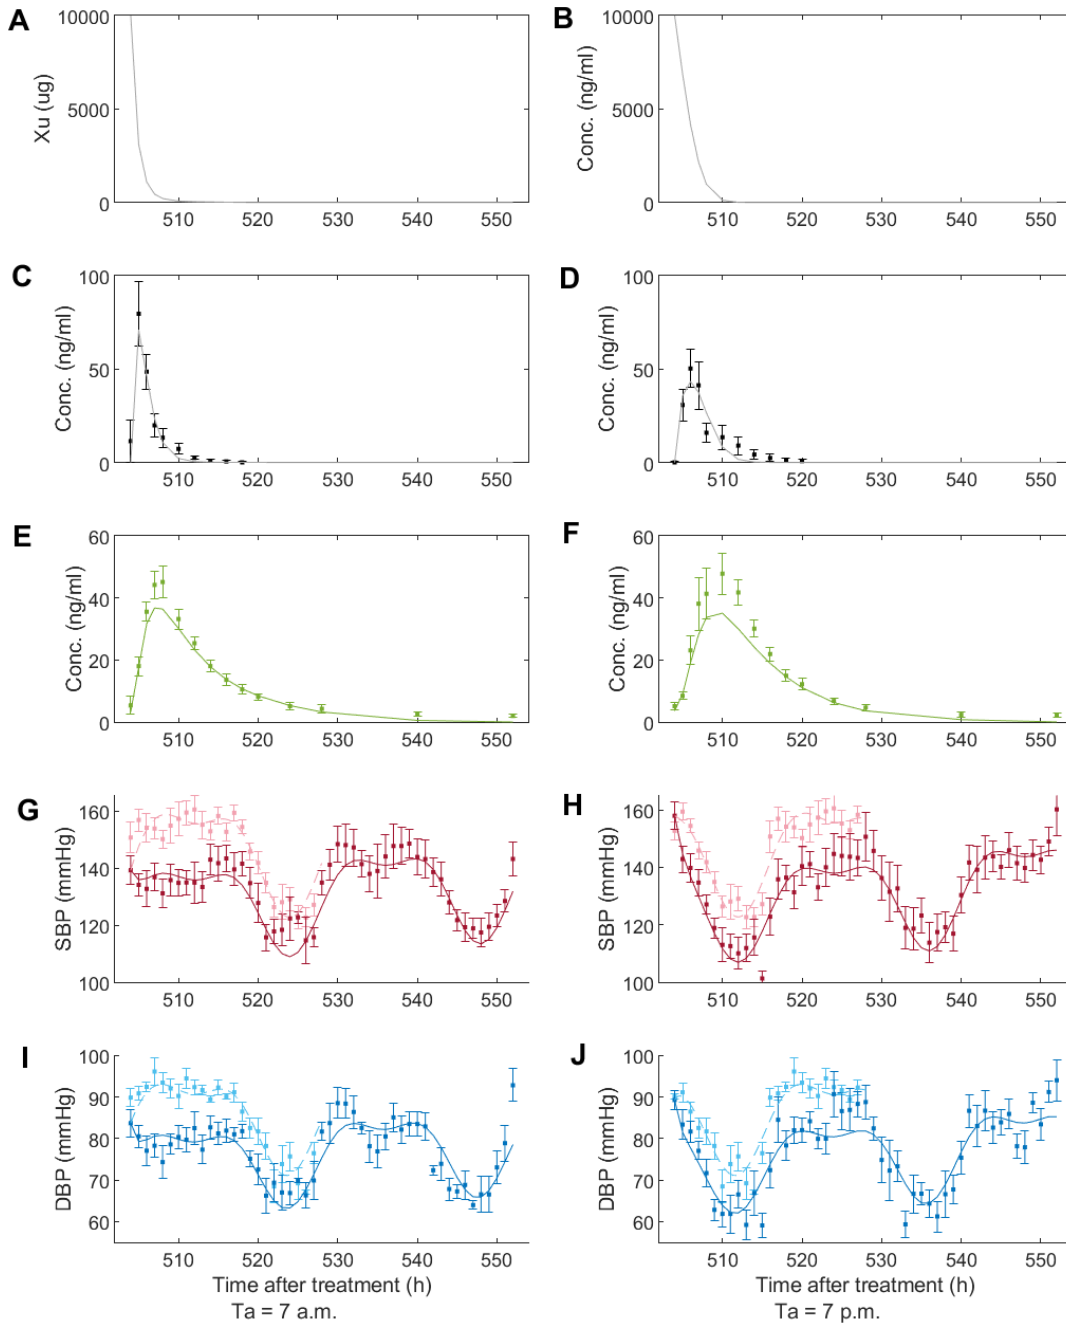 A
B
10000
5000
0
Xu (ug)
510 520 530 540 550
10000
5000
0
Conc. (ng/ml)
510 520 530 540 550
C
D
100
50
0
Conc. (ng/ml)
510 520 530 540 550
100
50
0
Conc. (ng/ml)
510 520 530 540 550
E
F
60
40
20
0
Conc. (ng/ml)
510 520 530 540 550
60
40
20
0
Conc. (ng/ml)
510 520 530 540 550
G
H
160
140
120
100
SBP (mmHg)
510 520 530 540 550
160
140
120
100
SBP (mmHg)
510 520 530 540 550
I
J
100
90
80
70
60
DBP (mmHg)
510 520 530 540 550
Time after treatment (h)
Ta = 7 a.m.
100
90
80
70
60
DBP (mmHg)
510 520 530 540 550
Time after treatment (h)
Ta = 7 p.m.